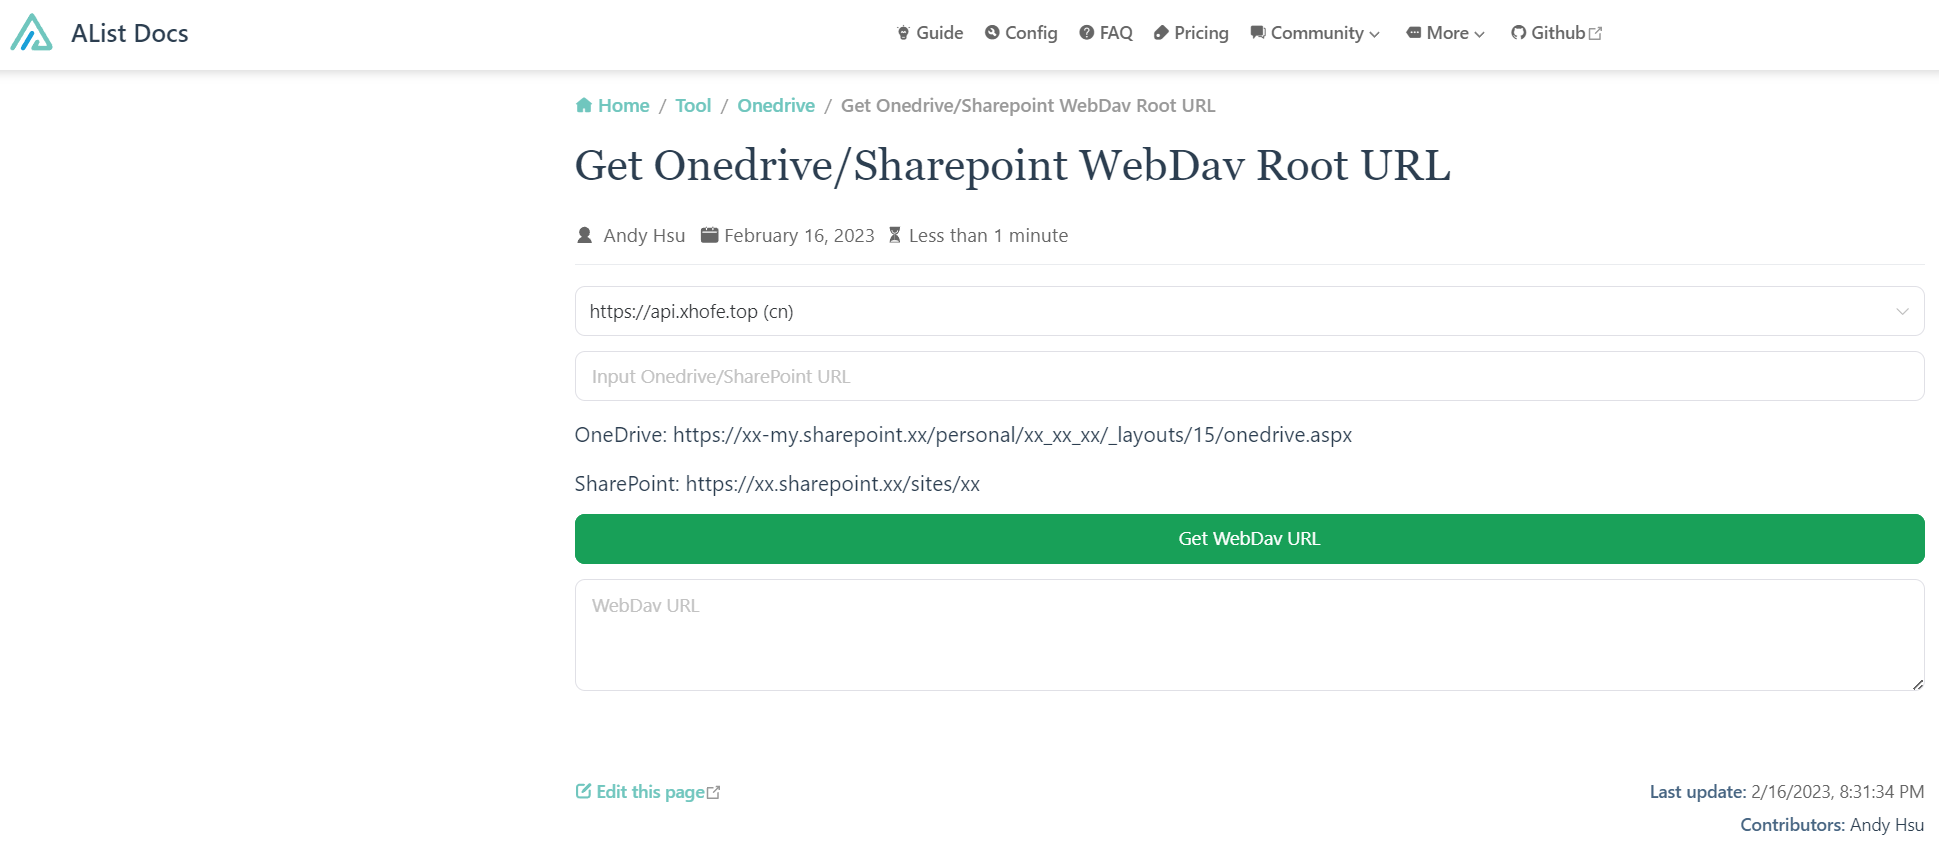 AList Docs
Guide Config FAQ Pricing Community More Github
Home / Tool / Onedrive / Get Onedrive/Sharepoint WebDav Root URL
Get Onedrive/Sharepoint WebDav Root URL
Andy Hsu February 16, 2023 Less than 1 minute
https://api.xhofe.top (cn)
Input Onedrive/SharePoint URL
OneDrive: https://xx-my.sharepoint.xx/personal/xx_xx_xx/_layouts/15/onedrive.aspx
SharePoint: https://xx.sharepoint.xx/sites/xx
Get WebDav URL
WebDav URL
Edit this page
Last update: 2/16/2023, 8:31:34 PM
Contributors: Andy Hsu